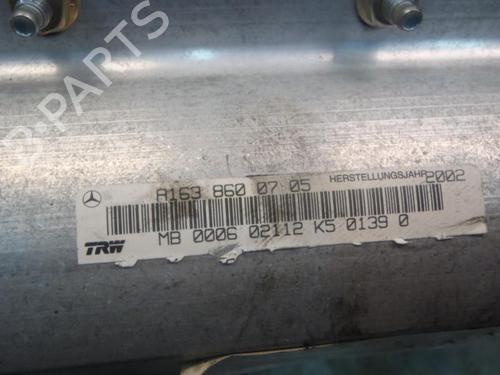 B-PARTS
A163 860 07 05 HERSTELLUNGSJAHR 2002
TRW MB 0006 02112 K5 0139 0